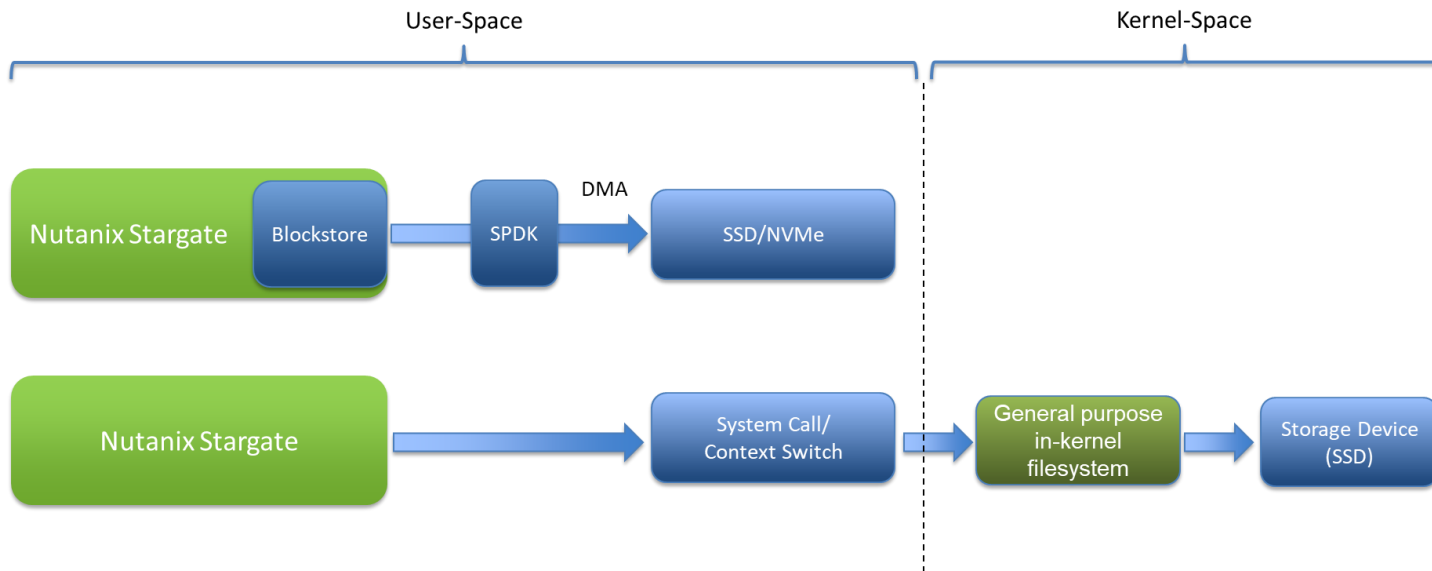 User-Space
Kernel-Space
Nutanix Stargate
Blockstore
SPDK
DMA
SSD/NVMe
Nutanix Stargate
System Call/
Context Switch
General purpose
in-kernel
filesystem
Storage Device
(SSD)